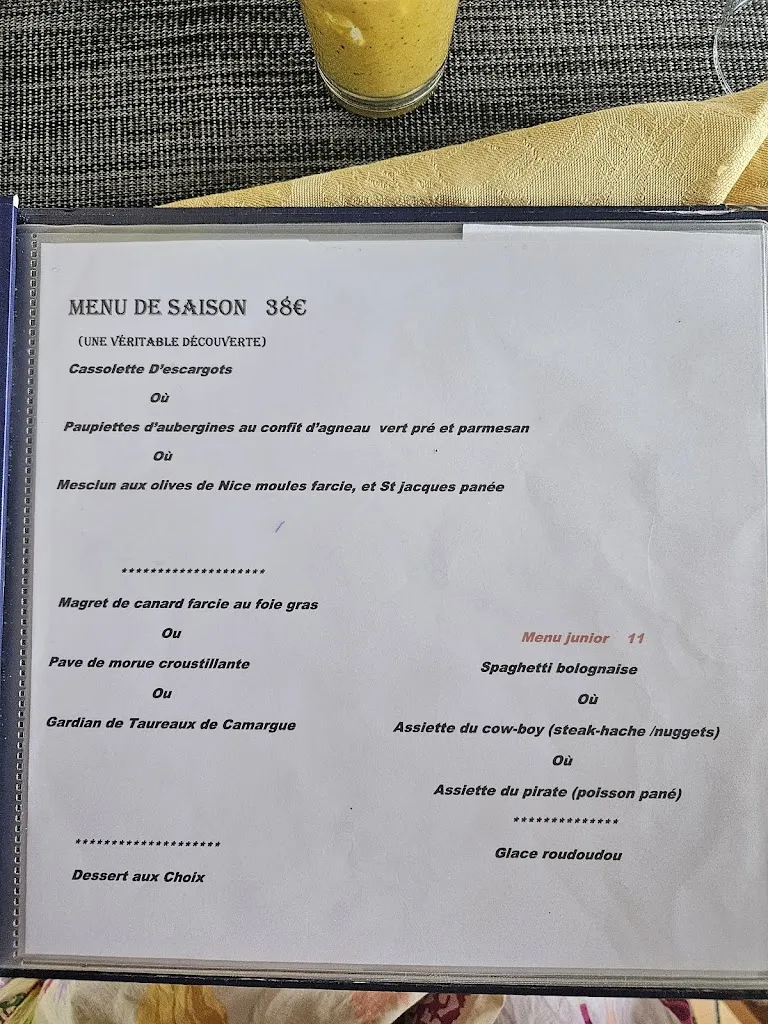 MENU DE SAISON 38€
(UNE VÉRITABLE DÉCOUVERTE)
Cassolette D'escargots
Où
Paupiettes d'aubergines au confit d'agneau vert pré et parmesan
Où
Mesclun aux olives de Nice moules farcie, et St jacques panée
********************
Magret de canard farcie au foie gras
Ou
Pave de morue croustillante
Ou
Gardian de Taureaux de Camargue
********************
Dessert aux Choix
Menu junior 11
Spaghetti bolognaise
Où
Assiette du cow-boy (steak-hache /nuggets)
Où
Assiette du pirate (poisson pané)
**************
Glace roudoudou